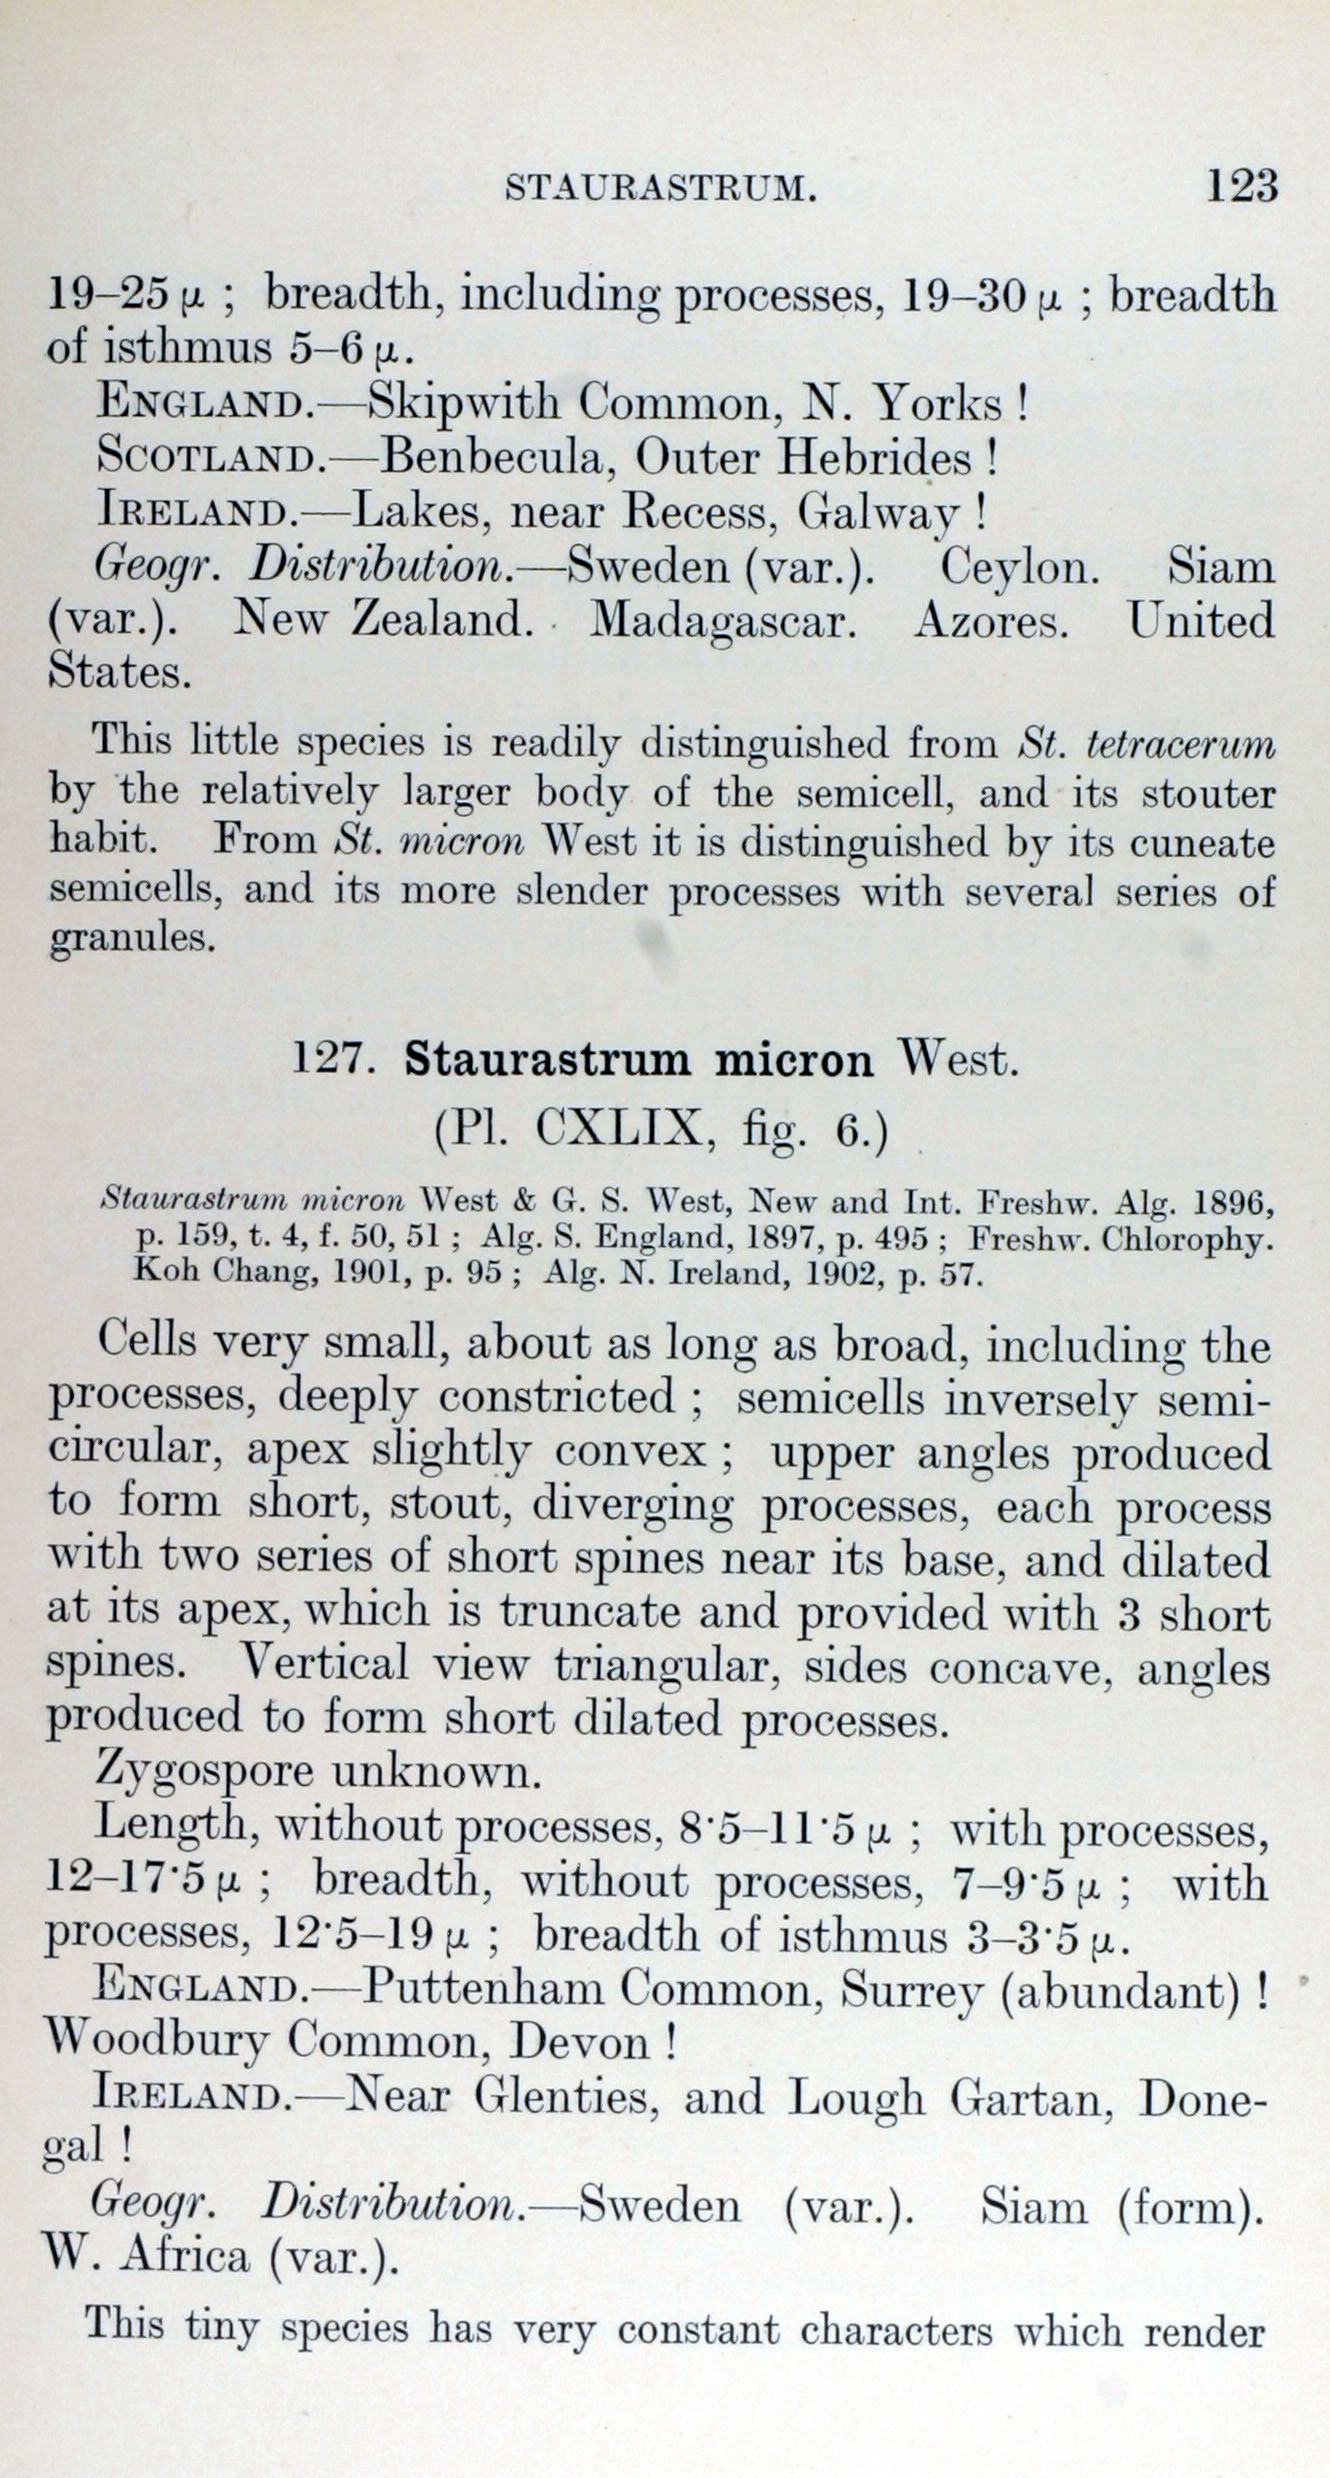 STAURASTRUM. 123
19–25 μ ; breadth, including processes, 19–30 μ ; breadth
of isthmus 5–6 μ.
ENGLAND.—Skipwith Common, N. Yorks !
SCOTLAND.—Benbecula, Outer Hebrides !
IRELAND.—Lakes, near Recess, Galway !
Geogr. Distribution.—Sweden (var.). Ceylon. Siam
(var.). New Zealand. Madagascar. Azores. United
States.
This little species is readily distinguished from St. tetracerum
by the relatively larger body of the semicell, and its stouter
habit. From St. micron West it is distinguished by its cuneate
semicells, and its more slender processes with several series of
granules.
127. Staurastrum micron West.
(Pl. CXLIX, fig. 6.)
Staurastrum micron West & G. S. West, New and Int. Freshw. Alg. 1896,
p. 159, t. 4, f. 50, 51 ; Alg. S. England, 1897, p. 495 ; Freshw. Chlorophy.
Koh Chang, 1901, p. 95 ; Alg. N. Ireland, 1902, p. 57.
Cells very small, about as long as broad, including the
processes, deeply constricted ; semicells inversely semi-
circular, apex slightly convex ; upper angles produced
to form short, stout, diverging processes, each process
with two series of short spines near its base, and dilated
at its apex, which is truncate and provided with 3 short
spines. Vertical view triangular, sides concave, angles
produced to form short dilated processes.
Zygospore unknown.
Length, without processes, 8·5–11·5 μ ; with processes,
12–17·5 μ ; breadth, without processes, 7–9·5 μ ; with
processes, 12·5–19 μ ; breadth of isthmus 3–3·5 μ.
ENGLAND.—Puttenham Common, Surrey (abundant) !
Woodbury Common, Devon !
IRELAND.—Near Glenties, and Lough Gartan, Done-
gal !
Geogr. Distribution.—Sweden (var.). Siam (form).
W. Africa (var.).
This tiny species has very constant characters which render